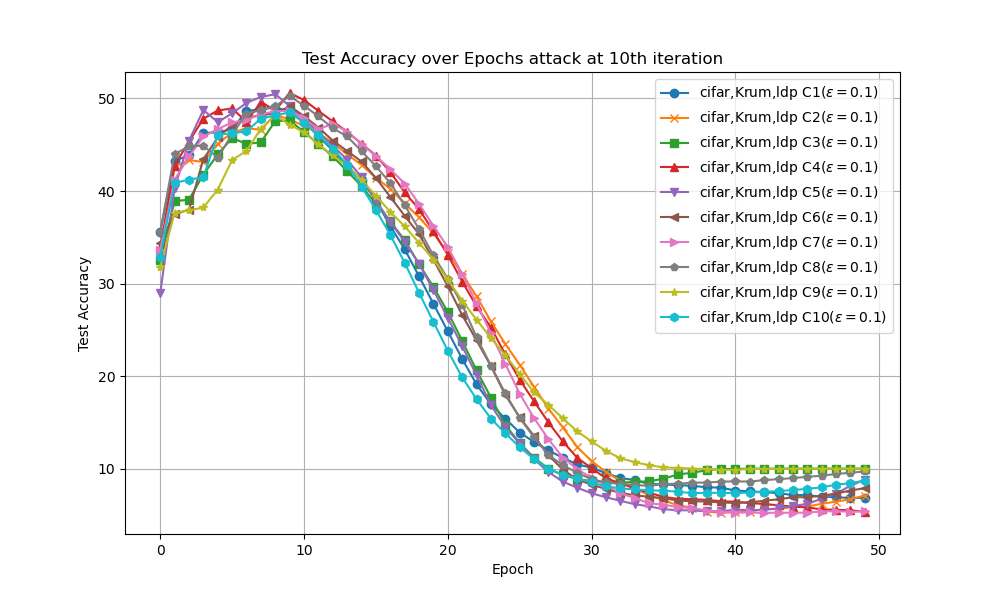 Test Accuracy over Epochs attack at 10th iteration
Test Accuracy
50
40
30
20
10
0
10
20
30
40
50
Epoch
cifar,Krum,ldp C1(ε = 0.1)
cifar,Krum,ldp C2(ε = 0.1)
cifar,Krum,ldp C3(ε = 0.1)
cifar,Krum,ldp C4(ε = 0.1)
cifar,Krum,ldp C5(ε = 0.1)
cifar,Krum,ldp C6(ε = 0.1)
cifar,Krum,ldp C7(ε = 0.1)
cifar,Krum,ldp C8(ε = 0.1)
cifar,Krum,ldp C9(ε = 0.1)
cifar,Krum,ldp C10(ε = 0.1)